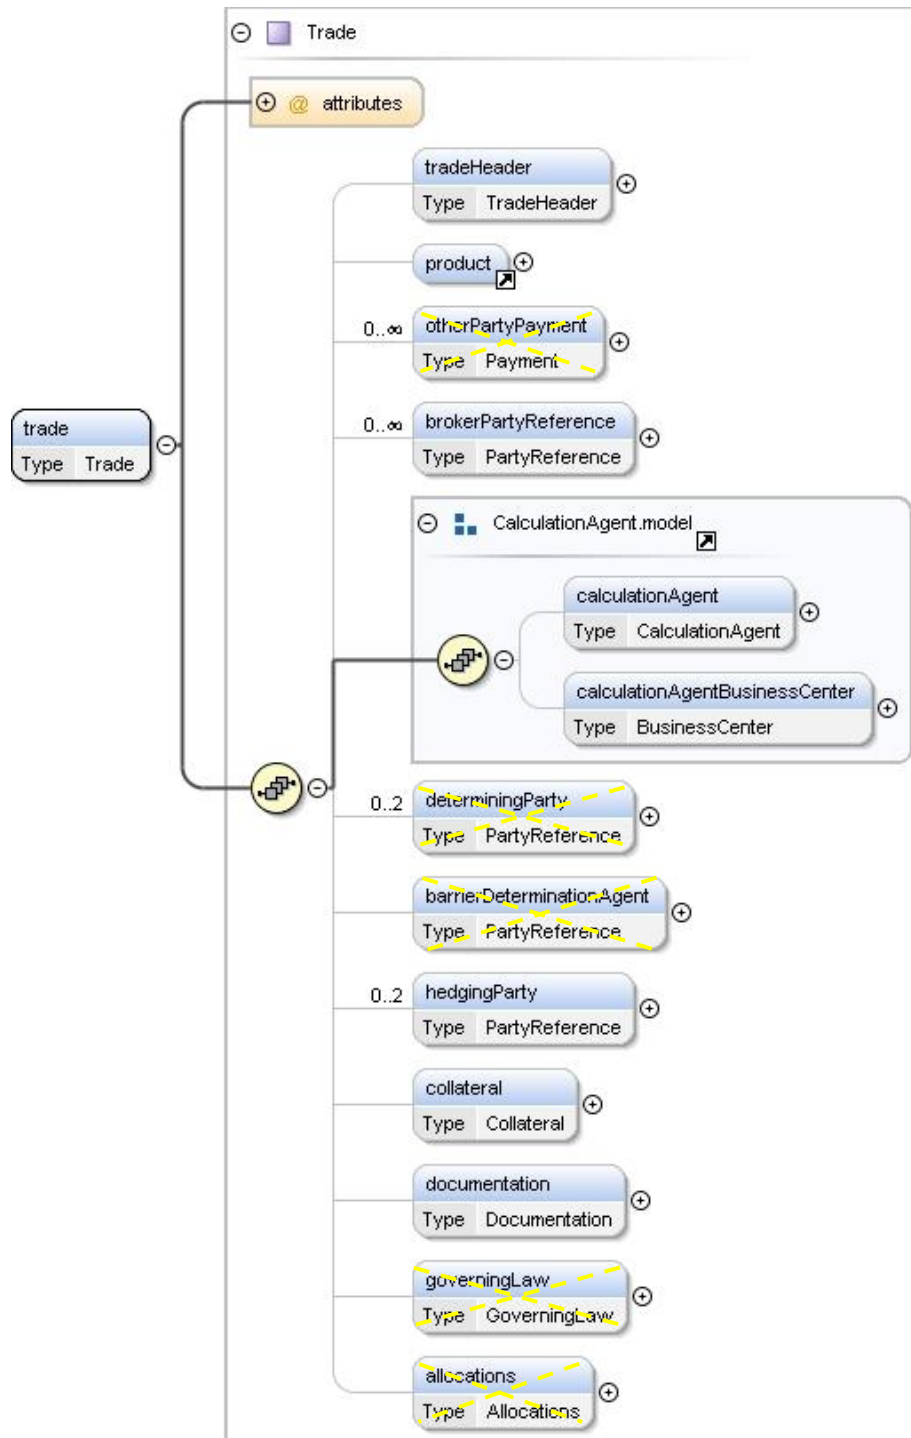 Trade
@ attributes
tradeHeader
Type TradeHeader
product
0..∞ otherPartyPayment
Type Payment
0..∞ brokerPartyReference
Type PartyReference
trade
Type Trade
CalculationAgent.model
calculationAgent
Type CalculationAgent
calculationAgentBusinessCenter
Type BusinessCenter
0..2 determiningParty
Type PartyReference
barrierDeterminationAgent
Type PartyReference
0..2 hedgingParty
Type PartyReference
collateral
Type Collateral
documentation
Type Documentation
governingLaw
Type GoverningLaw
allocations
Type Allocations